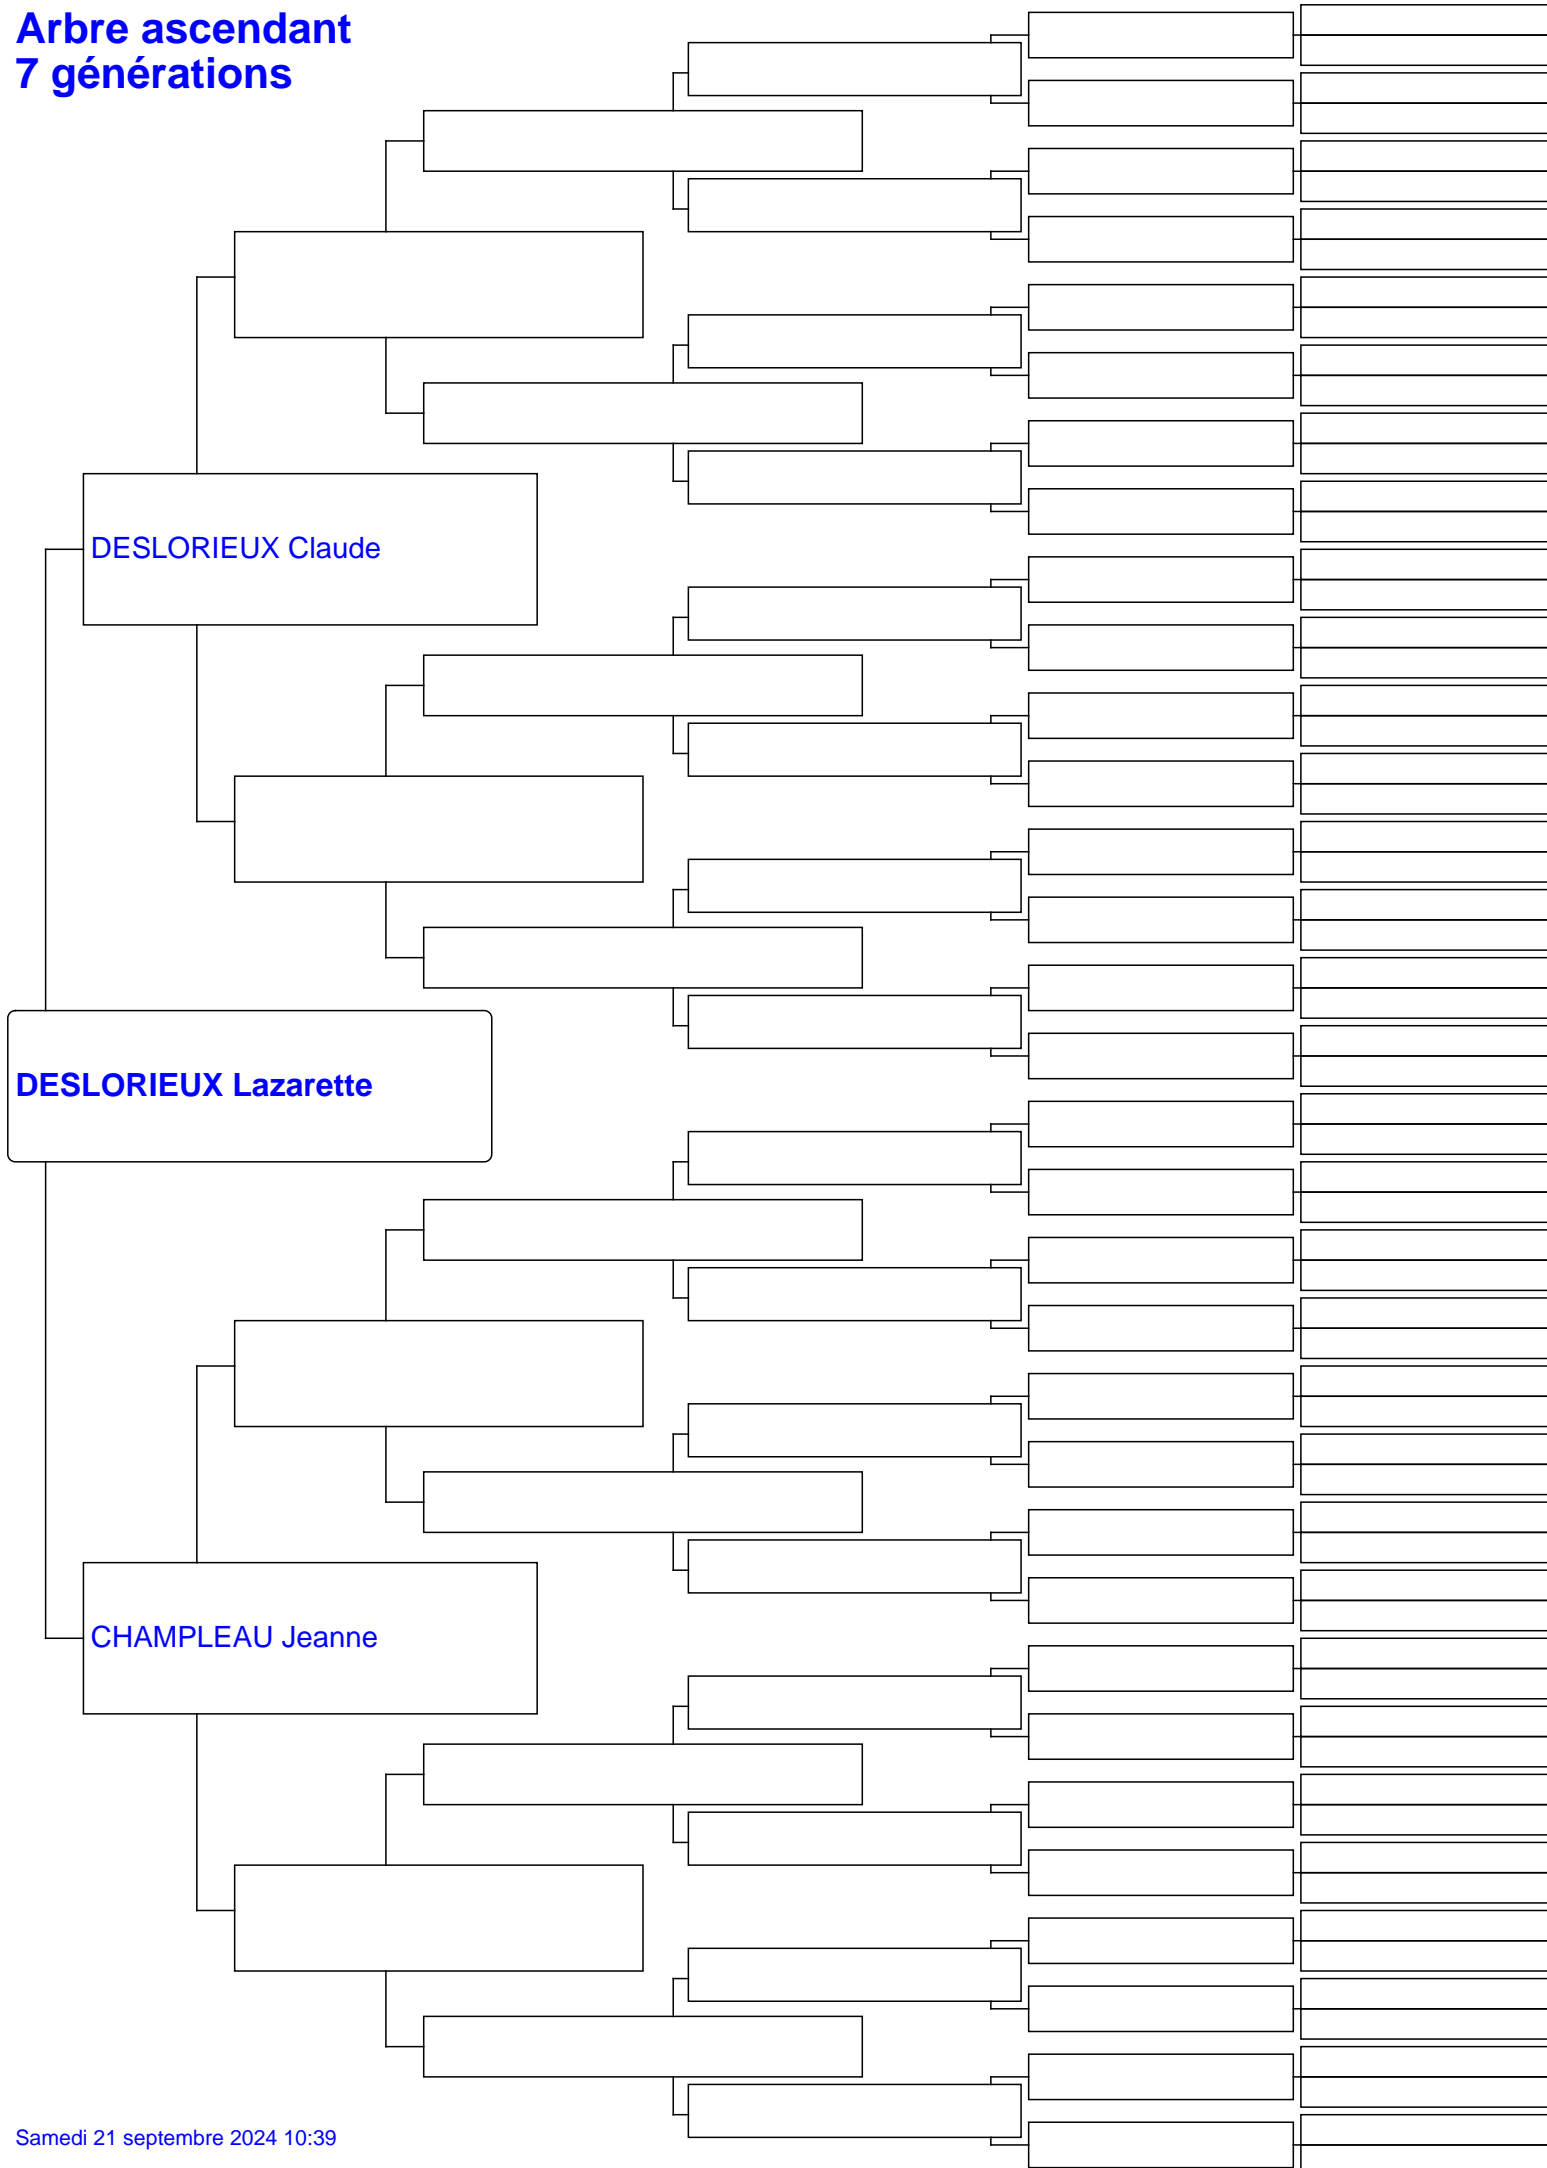 Arbre ascendant
7 générations
DESLORIEUX Claude
DESLORIEUX Lazarette
CHAMPLEAU Jeanne
Samedi 21 septembre 2024 10:39